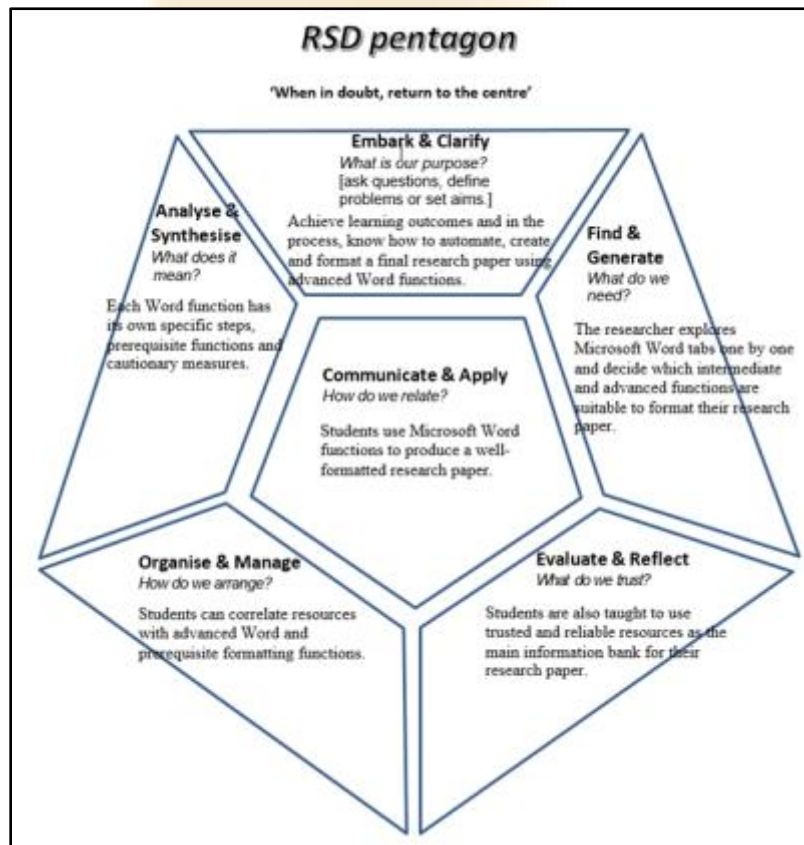 RSD pentagon
'When in doubt, return to the centre'
Embark & Clarify
What is our purpose?
[ask questions, define
problems or set aims.]
Achieve learning outcomes and in the
process, know how to automate, create
and format a final research paper using
advanced Word functions.
Analyse &
Synthesise
What does it
mean?
Each Word function has
its own specific steps,
prerequisite functions and
cautionary measures.
Find &
Generate
What do we
need?
The researcher explores
Microsoft Word tabs one by one
and decide which intermediate
and advanced functions are
suitable to format their research
paper.
Communicate & Apply
How do we relate?
Students use Microsoft Word
functions to produce a well-
formatted research paper.
Organise & Manage
How do we arrange?
Students can correlate resources
with advanced Word and
prerequisite formatting functions.
Evaluate & Reflect
What do we trust?
Students are also taught to use
trusted and reliable resources as the
main information bank for their
research paper.